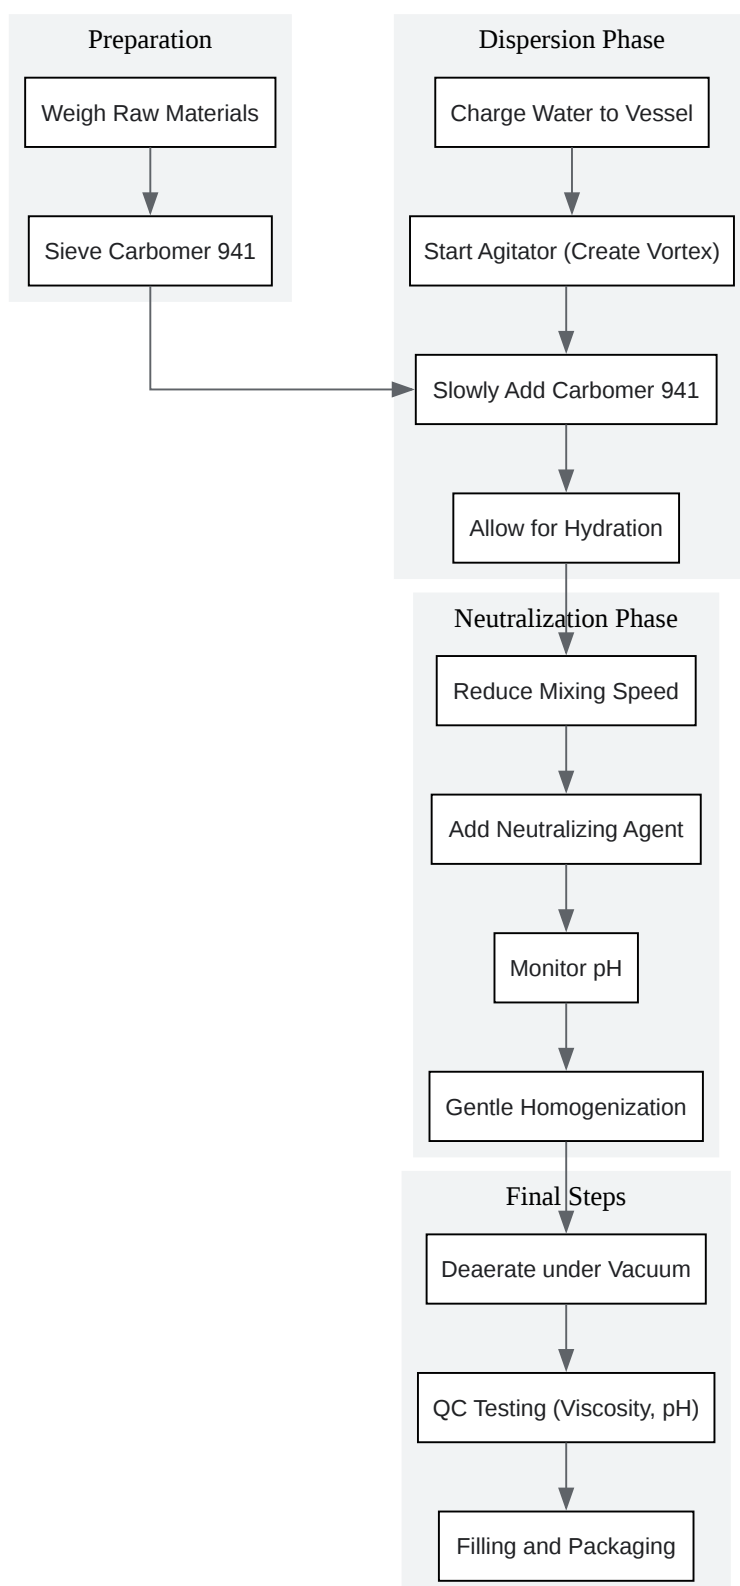 Preparation
Weigh Raw Materials
Sieve Carbomer 941
Dispersion Phase
Charge Water to Vessel
Start Agitator (Create Vortex)
Slowly Add Carbomer 941
Allow for Hydration
Neutralization Phase
Reduce Mixing Speed
Add Neutralizing Agent
Monitor pH
Gentle Homogenization
Final Steps
Deaerate under Vacuum
QC Testing (Viscosity, pH)
Filling and Packaging